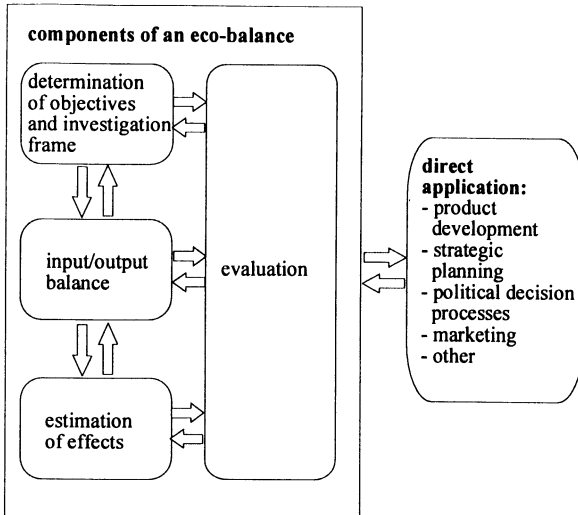 components of an eco-balance
determination
of objectives
and investigation
frame
input/output
balance
estimation
of effects
evaluation
direct
application:
- product
development
- strategic
planning
- political decision
processes
- marketing
- other